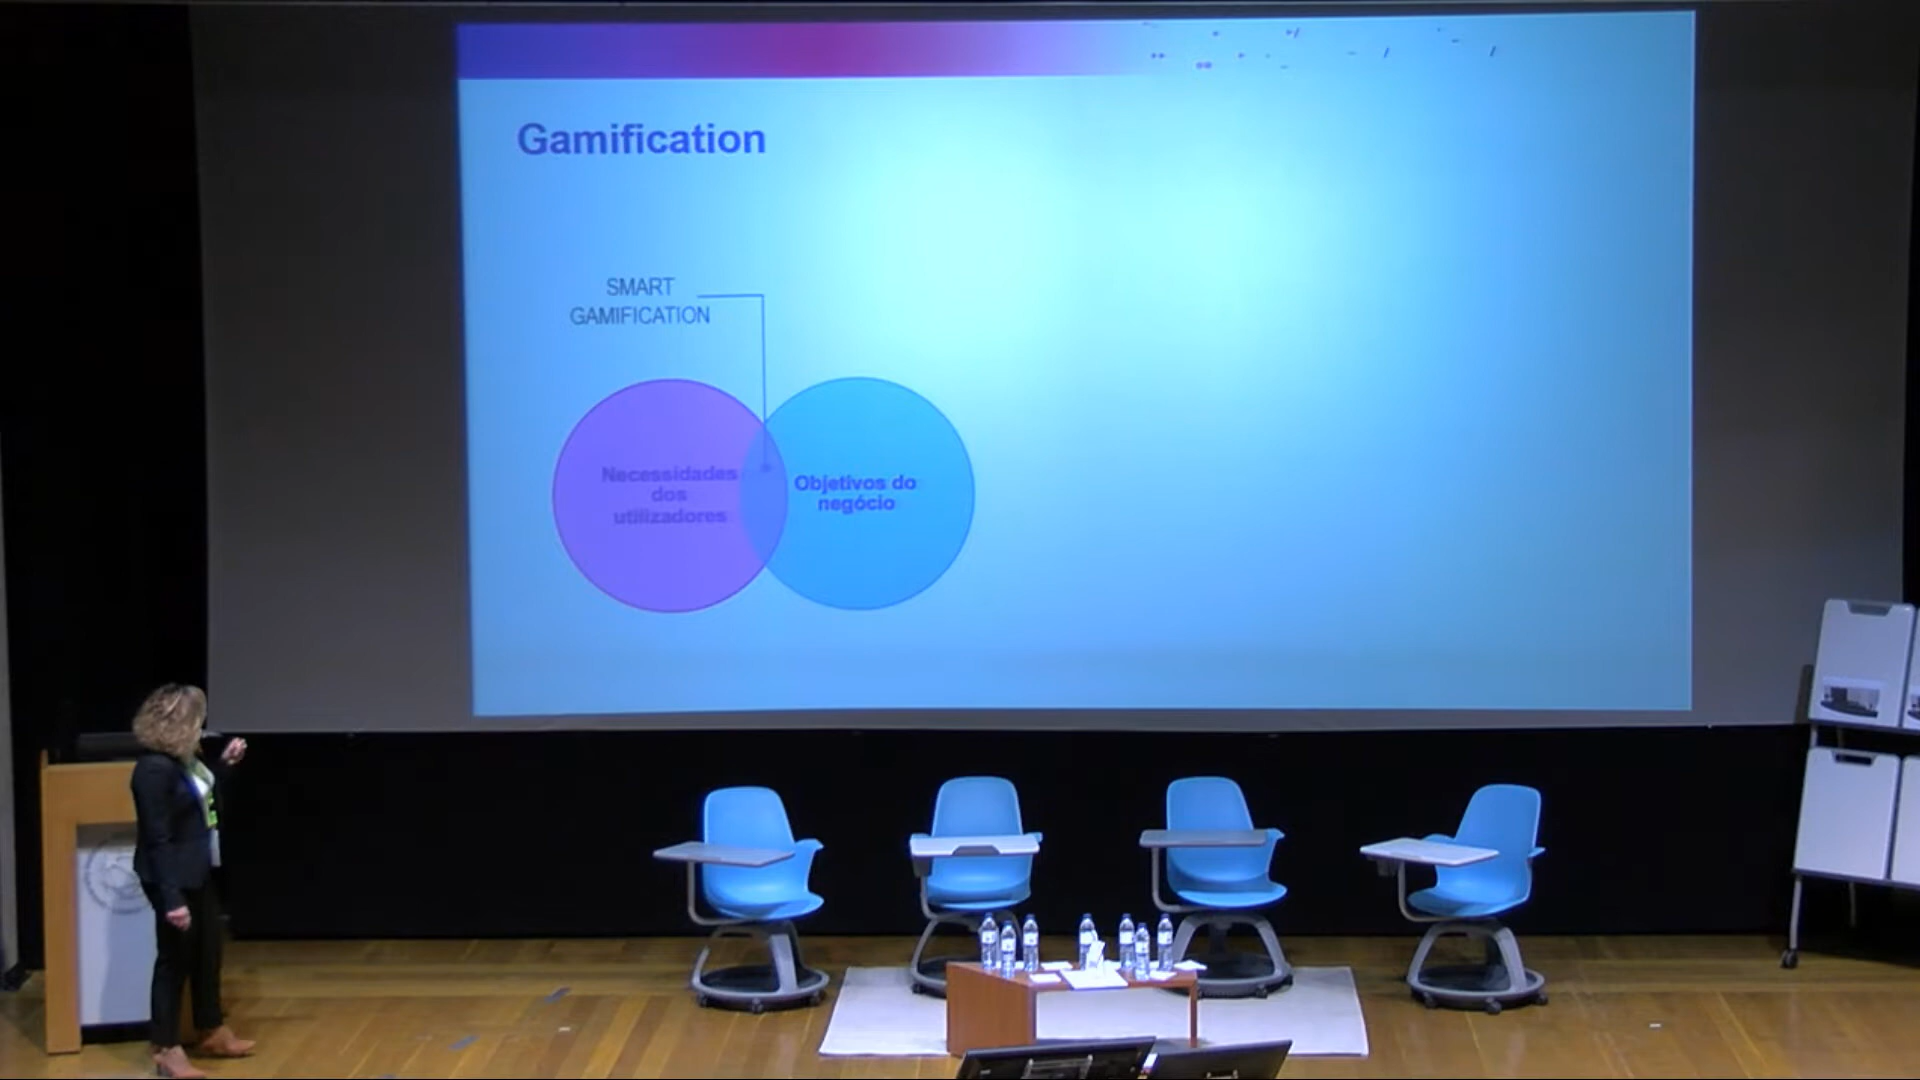 Gamification
SMART
GAMIFICATION
Necessidades
dos
utilizadores
Objetivos do
negócio